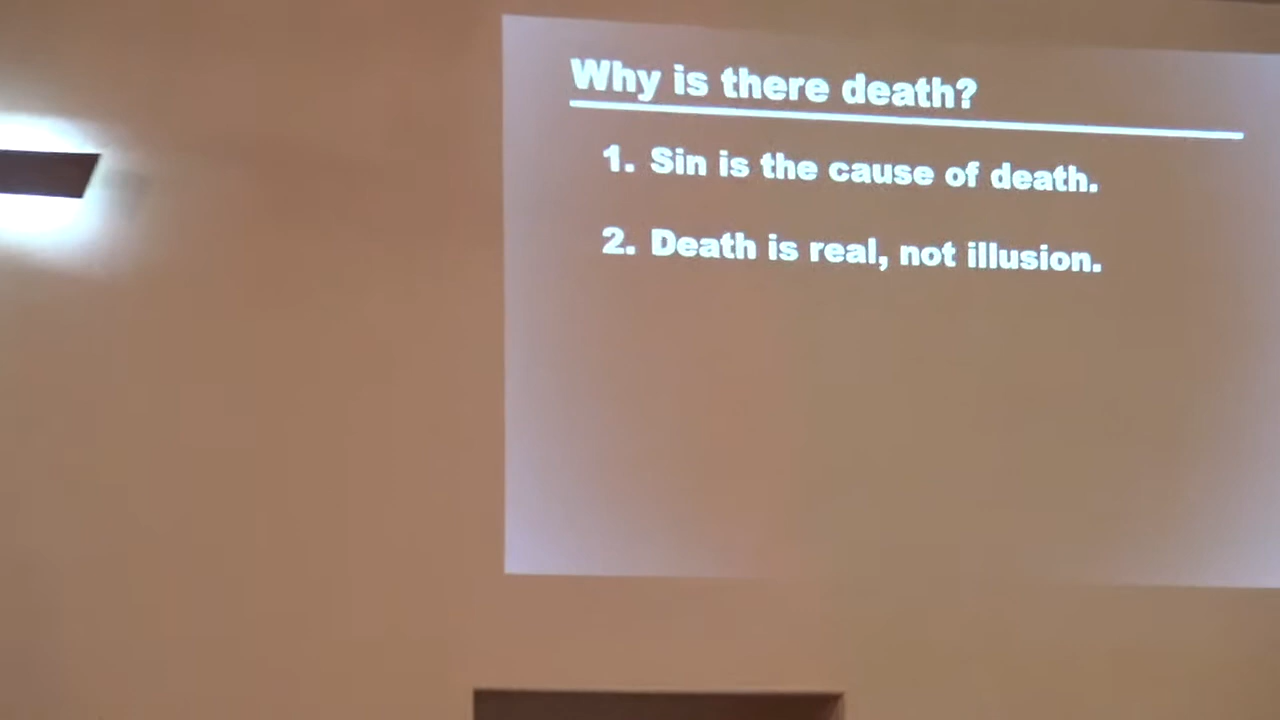 Why is there death?
1. Sin is the cause of death.
2. Death is real, not illusion.